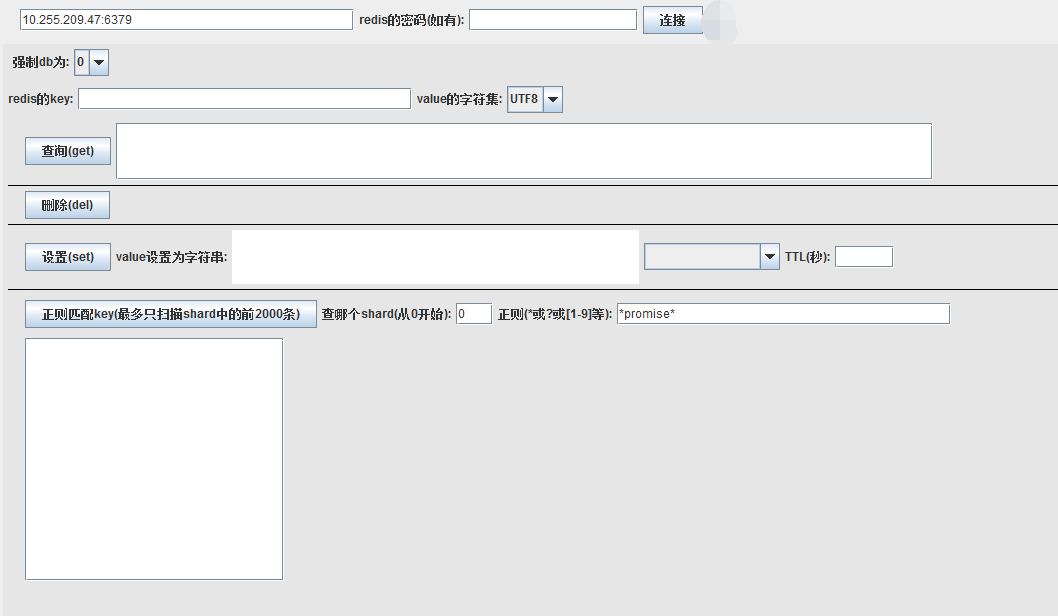 10.255.209.47:6379 redis的密码(如有): 连接
强制db为: 0
redis的key: value的字符集: UTF8
查询(get)
删除(del)
设置(set) value设置为字符串: TTL(秒):
正则匹配key(最多只扫描shard中的前2000条) 查哪个shard(从0开始): 0 正则(*或?或[1-9]等): *promise*